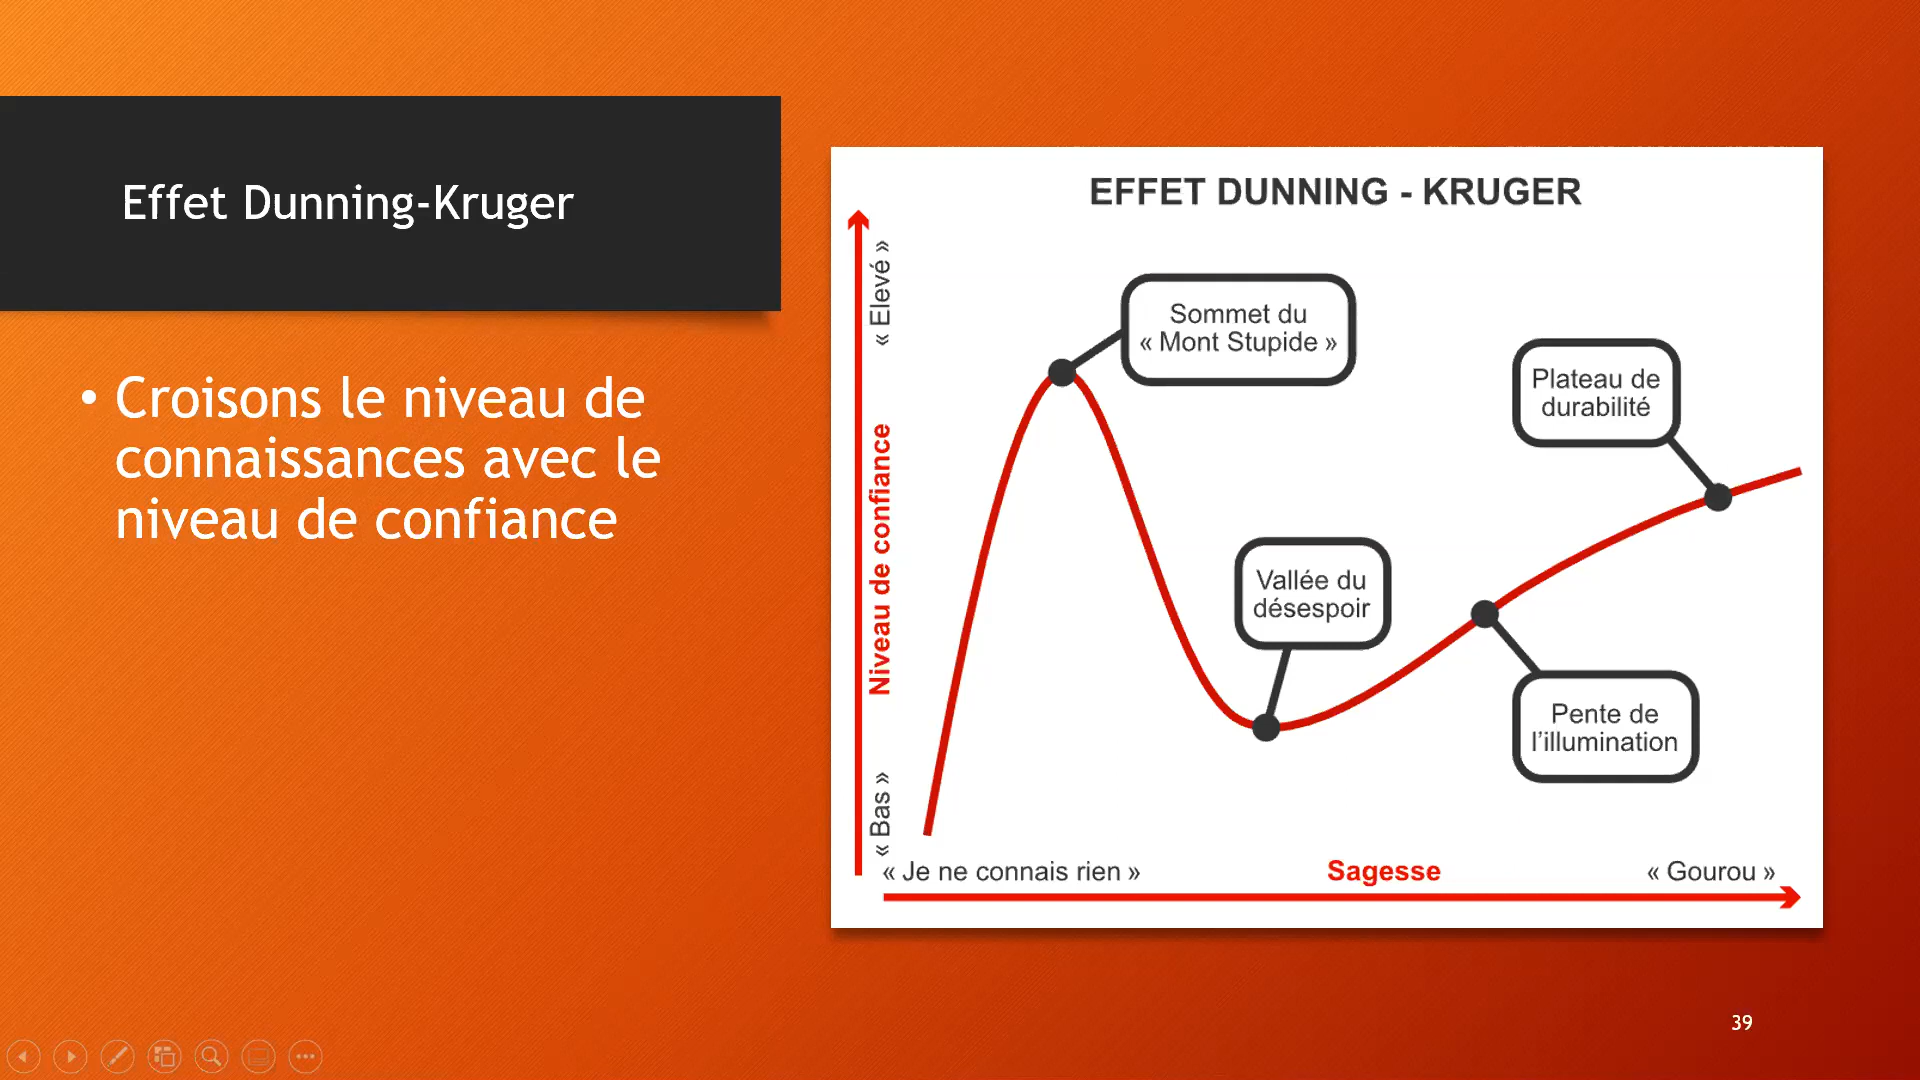 Effet Dunning-Kruger
• Croisons le niveau de
connaissances avec le
niveau de confiance
EFFET DUNNING - KRUGER
« Elevé »
Niveau de confiance
« Bas »
Sommet du
« Mont Stupide »
Plateau de
durabilité
Vallée du
désespoir
Pente de
l’illumination
« Je ne connais rien »
Sagesse
« Gourou »
39